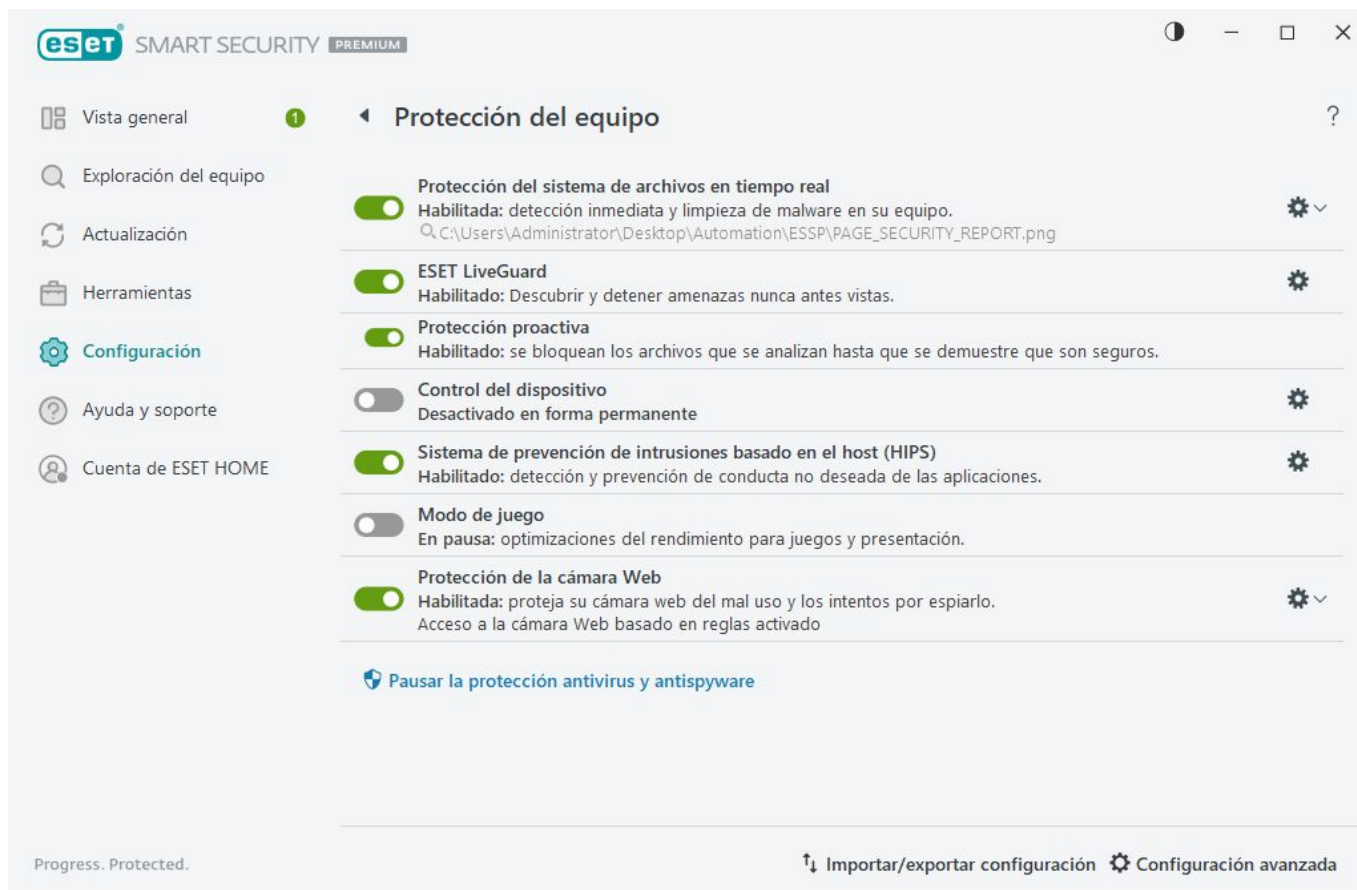 eset SMART SECURITY PREMIUM
Vista general 1
Exploración del equipo
Actualización
Herramientas
Configuración
Ayuda y soporte
Cuenta de ESET HOME
Protección del equipo
?
Protección del sistema de archivos en tiempo real
Habilitada: detección inmediata y limpieza de malware en su equipo.
C:\Users\Administrator\Desktop\Automation\ESSP\PAGE_SECURITY_REPORT.png
ESET LiveGuard
Habilitado: Descubrir y detener amenazas nunca antes vistas.
Protección proactiva
Habilitado: se bloquean los archivos que se analizan hasta que se demuestre que son seguros.
Control del dispositivo
Desactivado en forma permanente
Sistema de prevención de intrusiones basado en el host (HIPS)
Habilitado: detección y prevención de conducta no deseada de las aplicaciones.
Modo de juego
En pausa: optimizaciones del rendimiento para juegos y presentación.
Protección de la cámara Web
Habilitada: proteja su cámara web del mal uso y los intentos por espiarlo.
Acceso a la cámara Web basado en reglas activado
Pausar la protección antivirus y antispyware
Progress. Protected.
Importar/exportar configuración Configuración avanzada